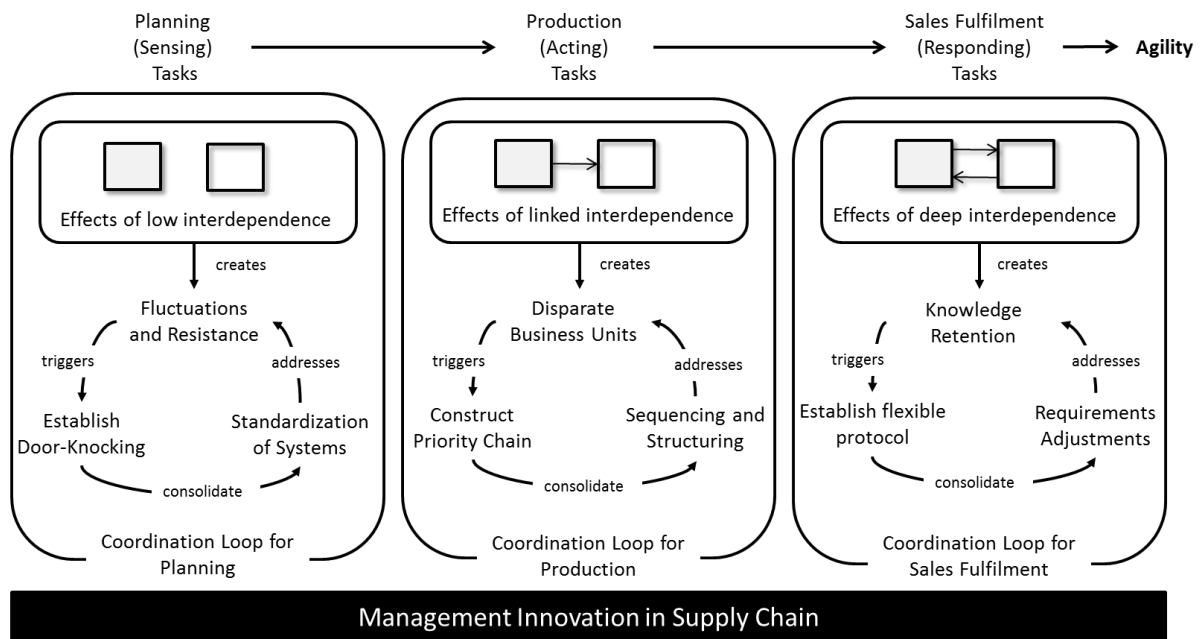 Planning
(Sensing)
Tasks
Production
(Acting)
Tasks
Sales Fulfilment
(Responding)
Tasks
Agility
Effects of low interdependence
creates
Fluctuations
and Resistance
triggers
addresses
Establish
Door-Knocking
Standardization
of Systems
consolidate
Coordination Loop for
Planning
Effects of linked interdependence
creates
Disparate
Business Units
triggers
addresses
Construct
Priority Chain
Sequencing and
Structuring
consolidate
Coordination Loop for
Production
Effects of deep interdependence
creates
Knowledge
Retention
triggers
addresses
Establish flexible
protocol
Requirements
Adjustments
consolidate
Coordination Loop for
Sales Fulfilment
Management Innovation in Supply Chain